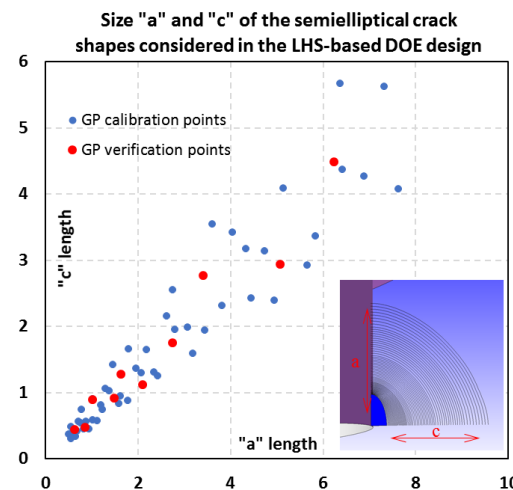 Size "a" and "c" of the semielliptical crack
shapes considered in the LHS-based DOE design
6
GP calibration points
5
GP verification points
4
"c" length
3
2
a
1
"a" length
c
0
0
2
4
6
8
10